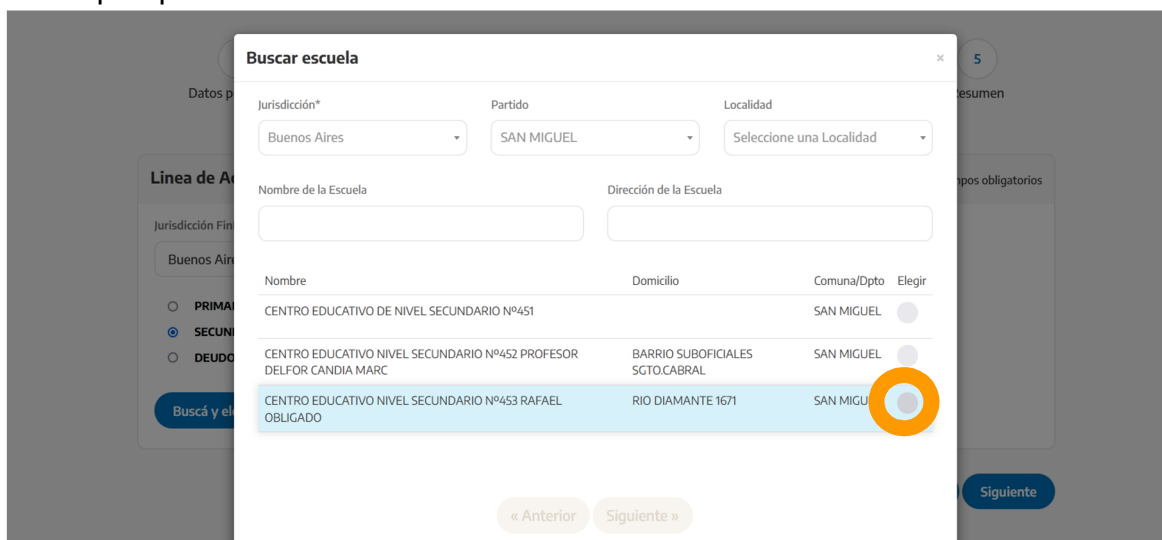 Buscar escuela
×
5
Datos p
esumen
Jurisdicción*
Partido
Localidad
Buenos Aires
SAN MIGUEL
Seleccione una Localidad
Linea de A
mpos obligatorios
Nombre de la Escuela
Dirección de la Escuela
Jurisdicción Fin
Buenos Aire
Nombre
Domicilio
Comuna/Dpto
Elegir
PRIMA
CENTRO EDUCATIVO DE NIVEL SECUNDARIO Nº451
SAN MIGUEL
SECUN
CENTRO EDUCATIVO NIVEL SECUNDARIO Nº452 PROFESOR
DELFOR CANDIA MARC
BARRIO SUBOFICIALES
SGTO.CABRAL
SAN MIGUEL
DEUDO
CENTRO EDUCATIVO NIVEL SECUNDARIO Nº453 RAFAEL
OBLIGADO
RIO DIAMANTE 1671
SAN MIGU
Buscá y el
Siguiente
« Anterior
Siguiente »